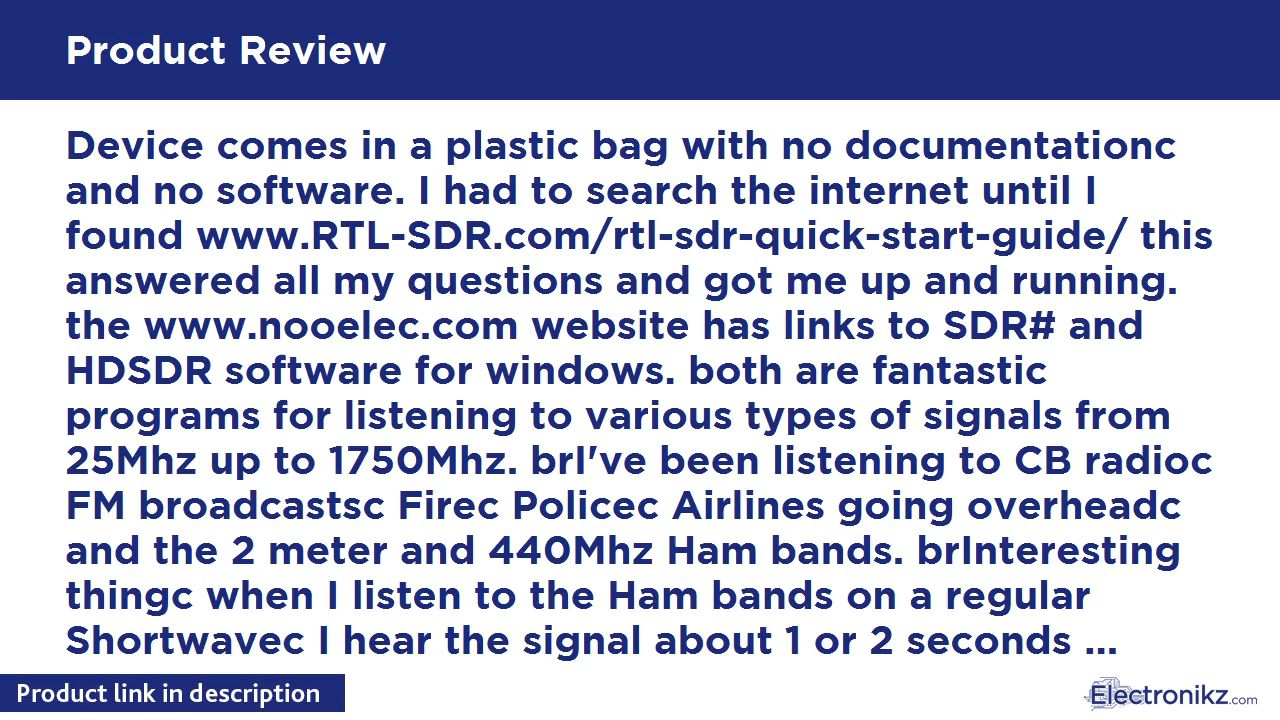 Product Review
Device comes in a plastic bag with no documentationc
and no software. I had to search the internet until I
found www.RTL-SDR.com/rtl-sdr-quick-start-guide/ this
answered all my questions and got me up and running.
the www.nooelec.com website has links to SDR# and
HDSDR software for windows. both are fantastic
programs for listening to various types of signals from
25Mhz up to 1750Mhz. brI've been listening to CB radioc
FM broadcastsc Firec Policec Airlines going overheadc
and the 2 meter and 440Mhz Ham bands. brInteresting
thingc when I listen to the Ham bands on a regular
Shortwavec I hear the signal about 1 or 2 seconds ...
Product link in description
Electronikz.com